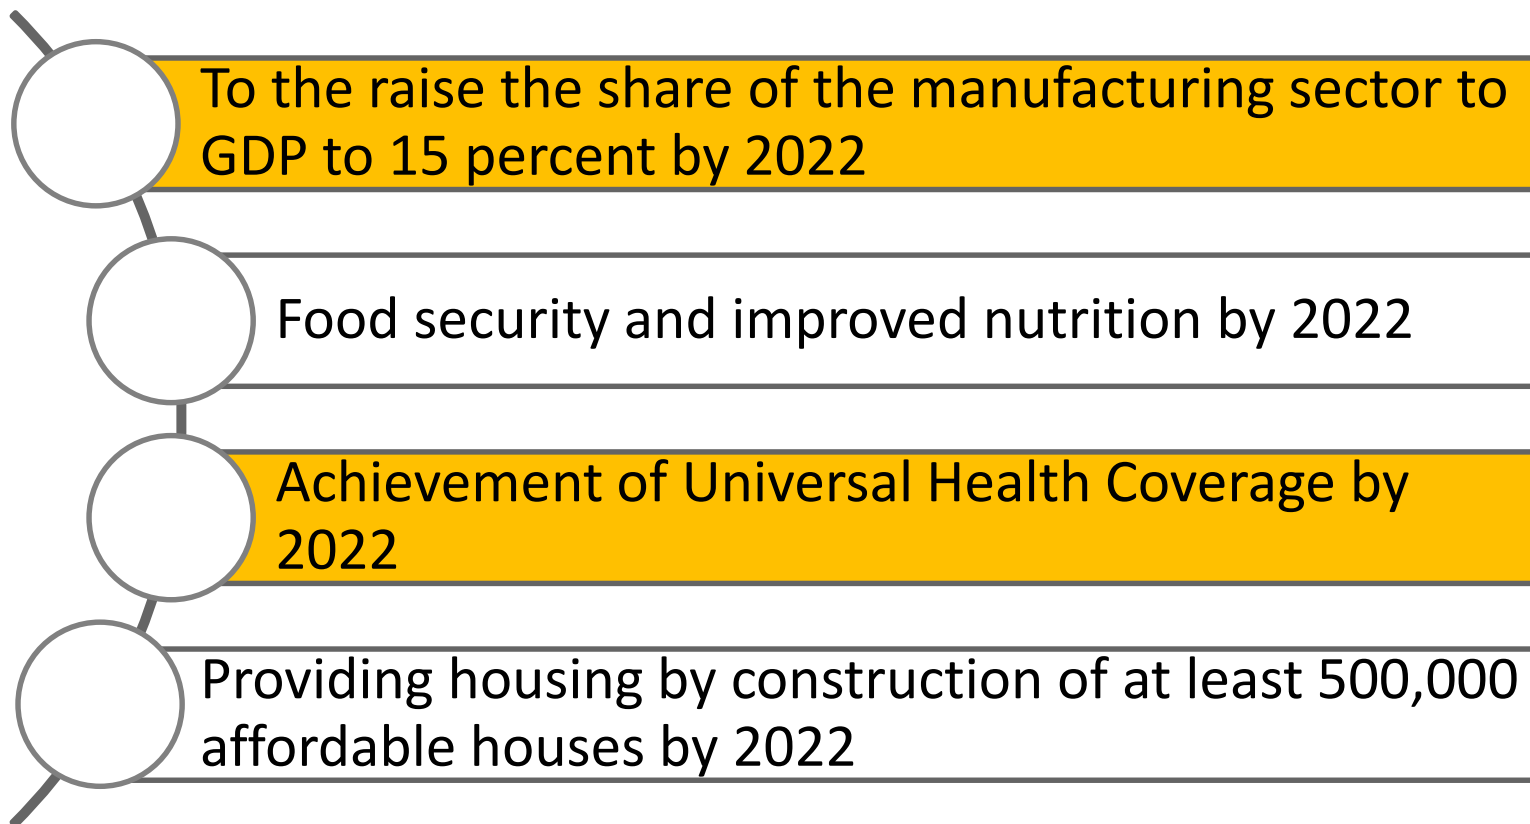 To the raise the share of the manufacturing sector to
GDP to 15 percent by 2022
Food security and improved nutrition by 2022
Achievement of Universal Health Coverage by
2022
Providing housing by construction of at least 500,000
affordable houses by 2022